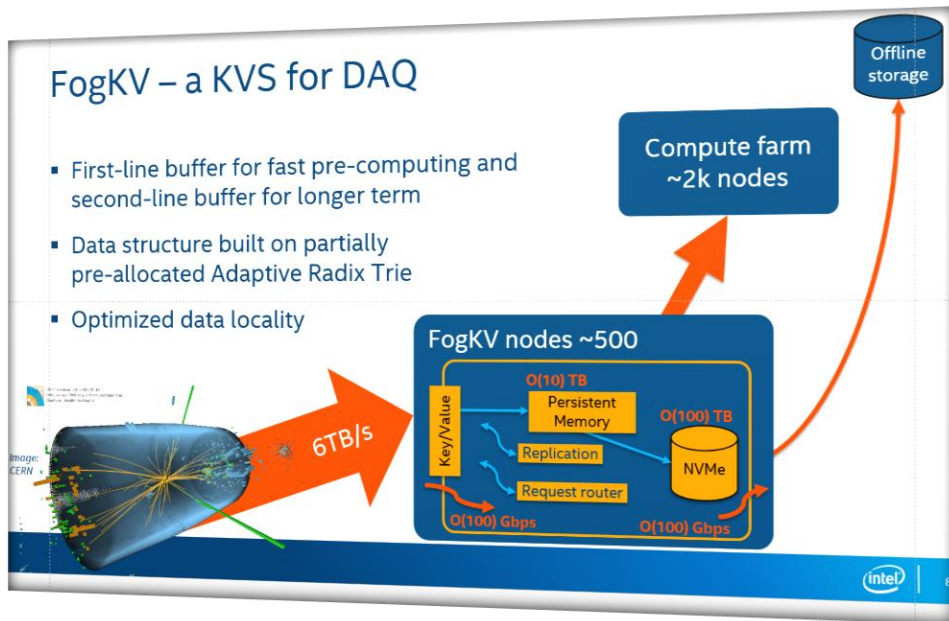 FogKV – a KVS for DAQ
▪ First-line buffer for fast pre-computing and
second-line buffer for longer term
▪ Data structure built on partially
pre-allocated Adaptive Radix Trie
▪ Optimized data locality
Offline
storage
Compute farm
~2k nodes
FogKV nodes ~500
O(10) TB
Key/Value
Persistent
Memory
O(100) TB
Replication
NVMe
Request router
O(100) Gbps
O(100) Gbps
6TB/s
Image:
CERN
intel
8